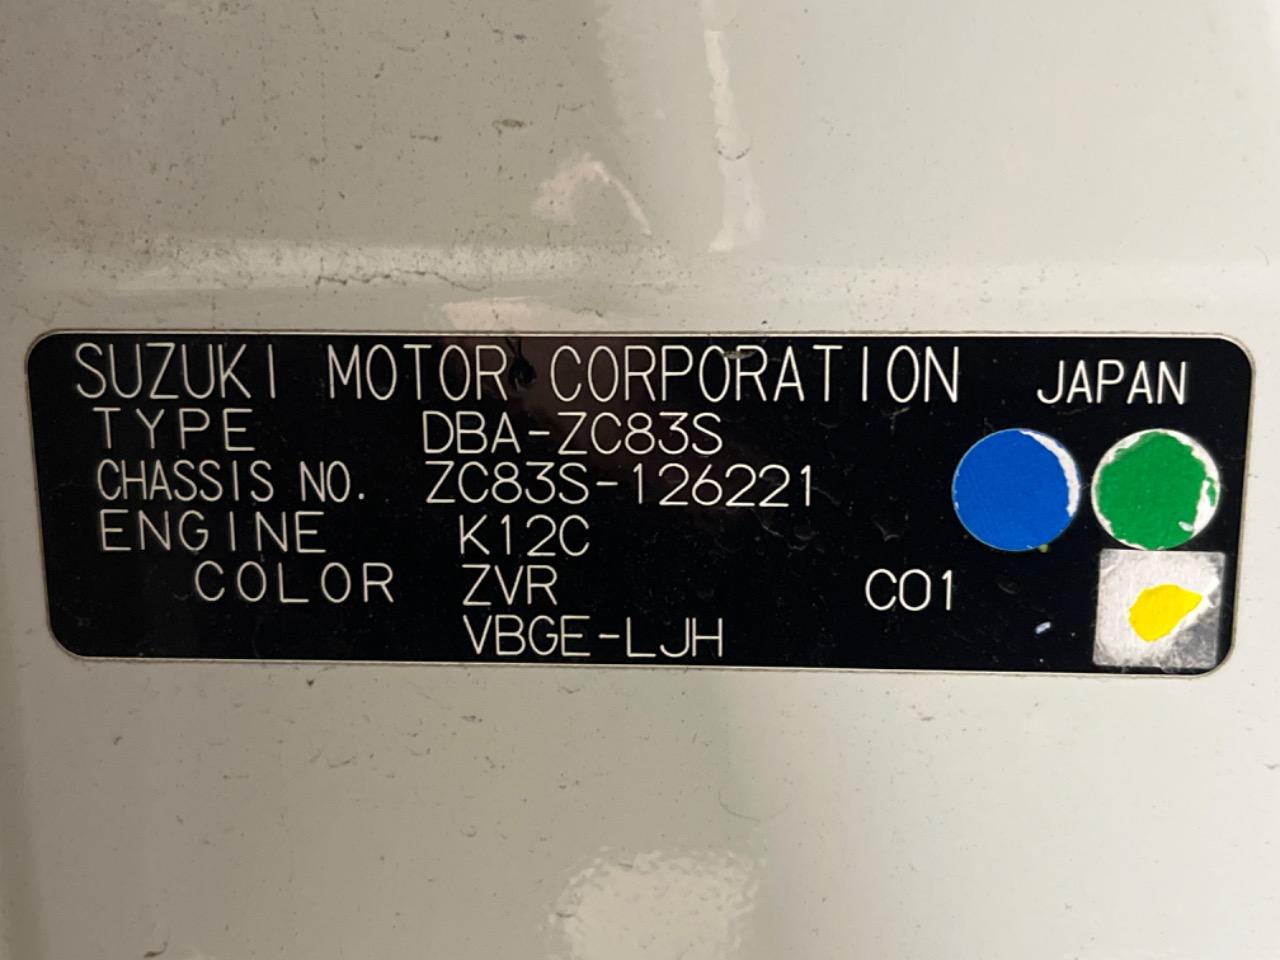 SUZUKI MOTOR CORPORATION JAPAN
TYPE DBA-ZC83S
CHASSIS NO. ZC83S-126221
ENGINE K12C
COLOR ZVR C01
VBGE-LJH